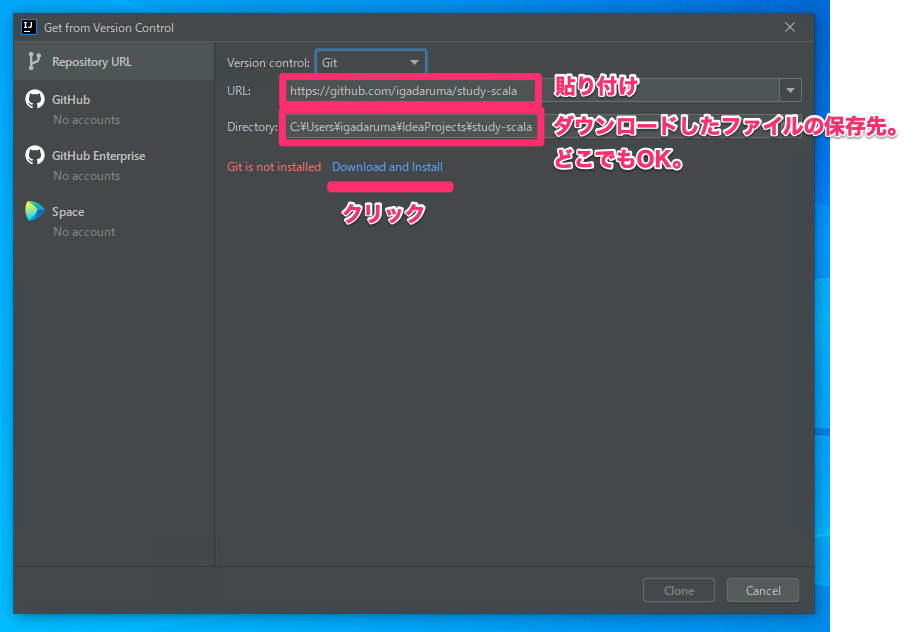 IJ
Get from Version Control
Repository URL
GitHub
No accounts
GitHub Enterprise
No accounts
Space
No account
Version control: Git
URL: https://github.com/igadaruma/study-scala 貼り付け
Directory: C:¥Users¥igadaruma¥IdeaProjects¥study-scala ダウンロードしたファイルの保存先。
どこでもOK。
Git is not installed Download and Install
クリック
Clone Cancel